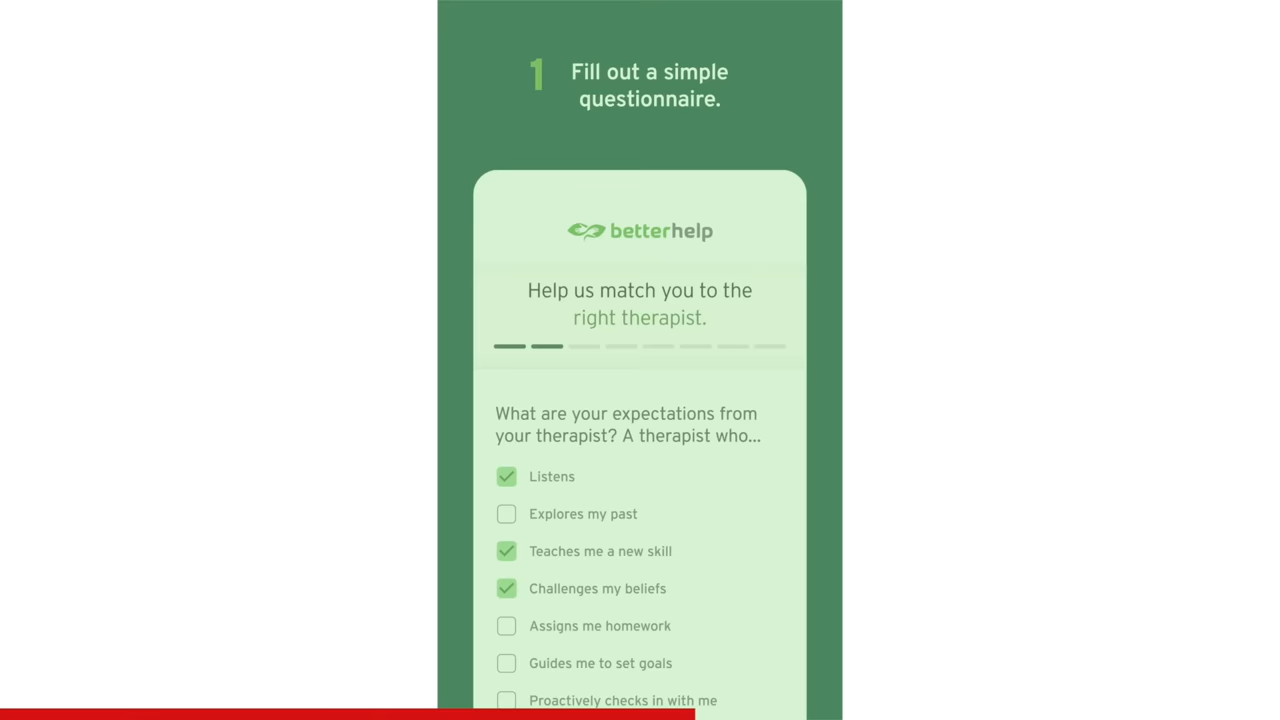 1 Fill out a simple
questionnaire.
betterhelp
Help us match you to the
right therapist.
What are your expectations from
your therapist? A therapist who...
Listens
Explores my past
Teaches me a new skill
Challenges my beliefs
Assigns me homework
Guides me to set goals
Proactively checks in with me